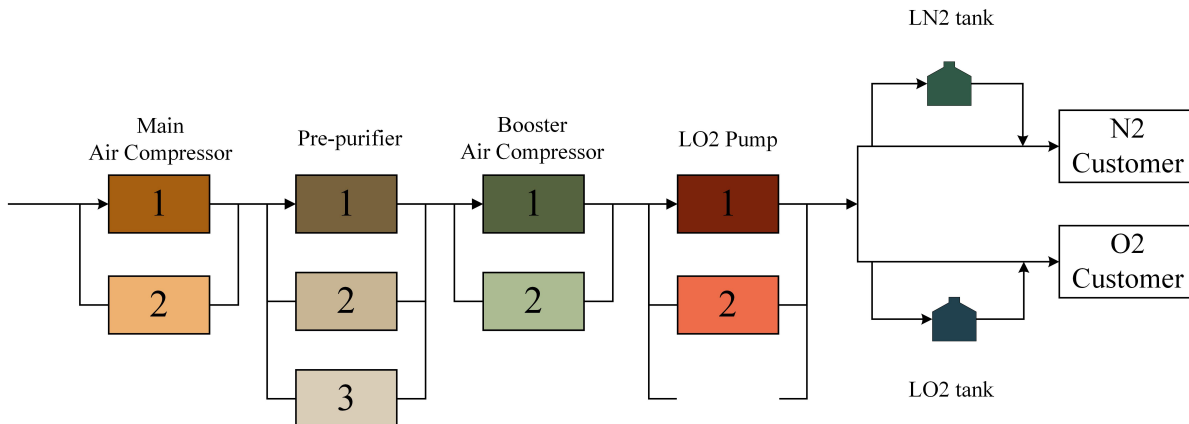 LN2 tank
Main
Air Compressor
Pre-purifier
Booster
Air Compressor
LO2 Pump
N2
Customer
1
1
1
1
2
2
2
2
3
O2
Customer
LO2 tank